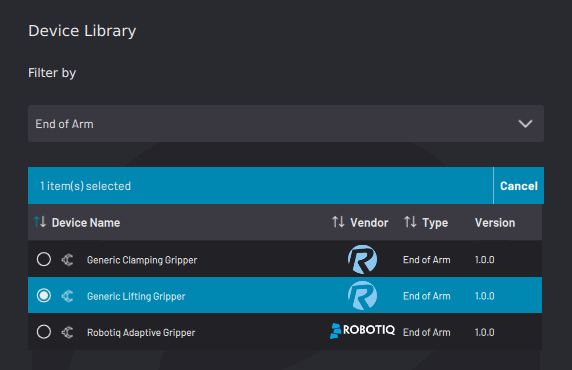 Device Library
Filter by
End of Arm
1 item(s) selected Cancel
Device Name Vendor Type Version
Generic Clamping Gripper R End of Arm 1.0.0
Generic Lifting Gripper R End of Arm 1.0.0
Robotiq Adaptive Gripper ROBOTIQ End of Arm 1.0.0